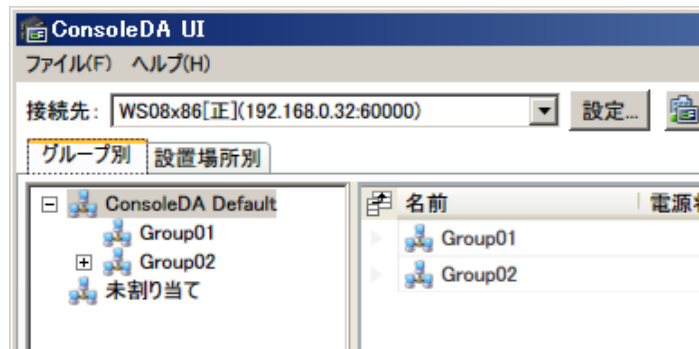 ConsoleDA UI
ファイル(F) ヘルプ(H)
接続先: WS08x86[正](192.168.0.32:60000) 設定...
グループ別 設置場所別
ConsoleDA Default
Group01
Group02
未割り当て
名前 電源
Group01
Group02